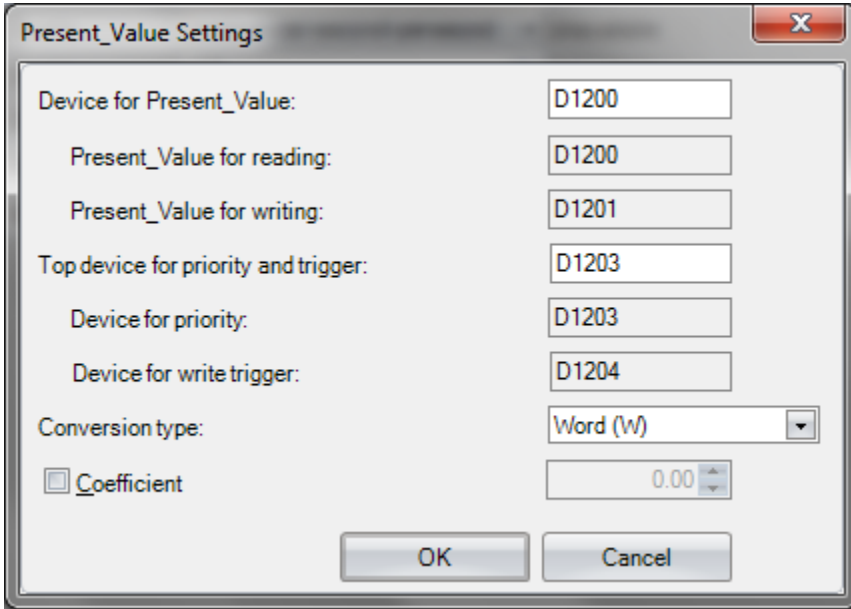 Present_Value Settings
Device for Present_Value: D1200
Present_Value for reading: D1200
Present_Value for writing: D1201
Top device for priority and trigger: D1203
Device for priority: D1203
Device for write trigger: D1204
Conversion type: Word (W)
Coefficient 0.00
OK Cancel